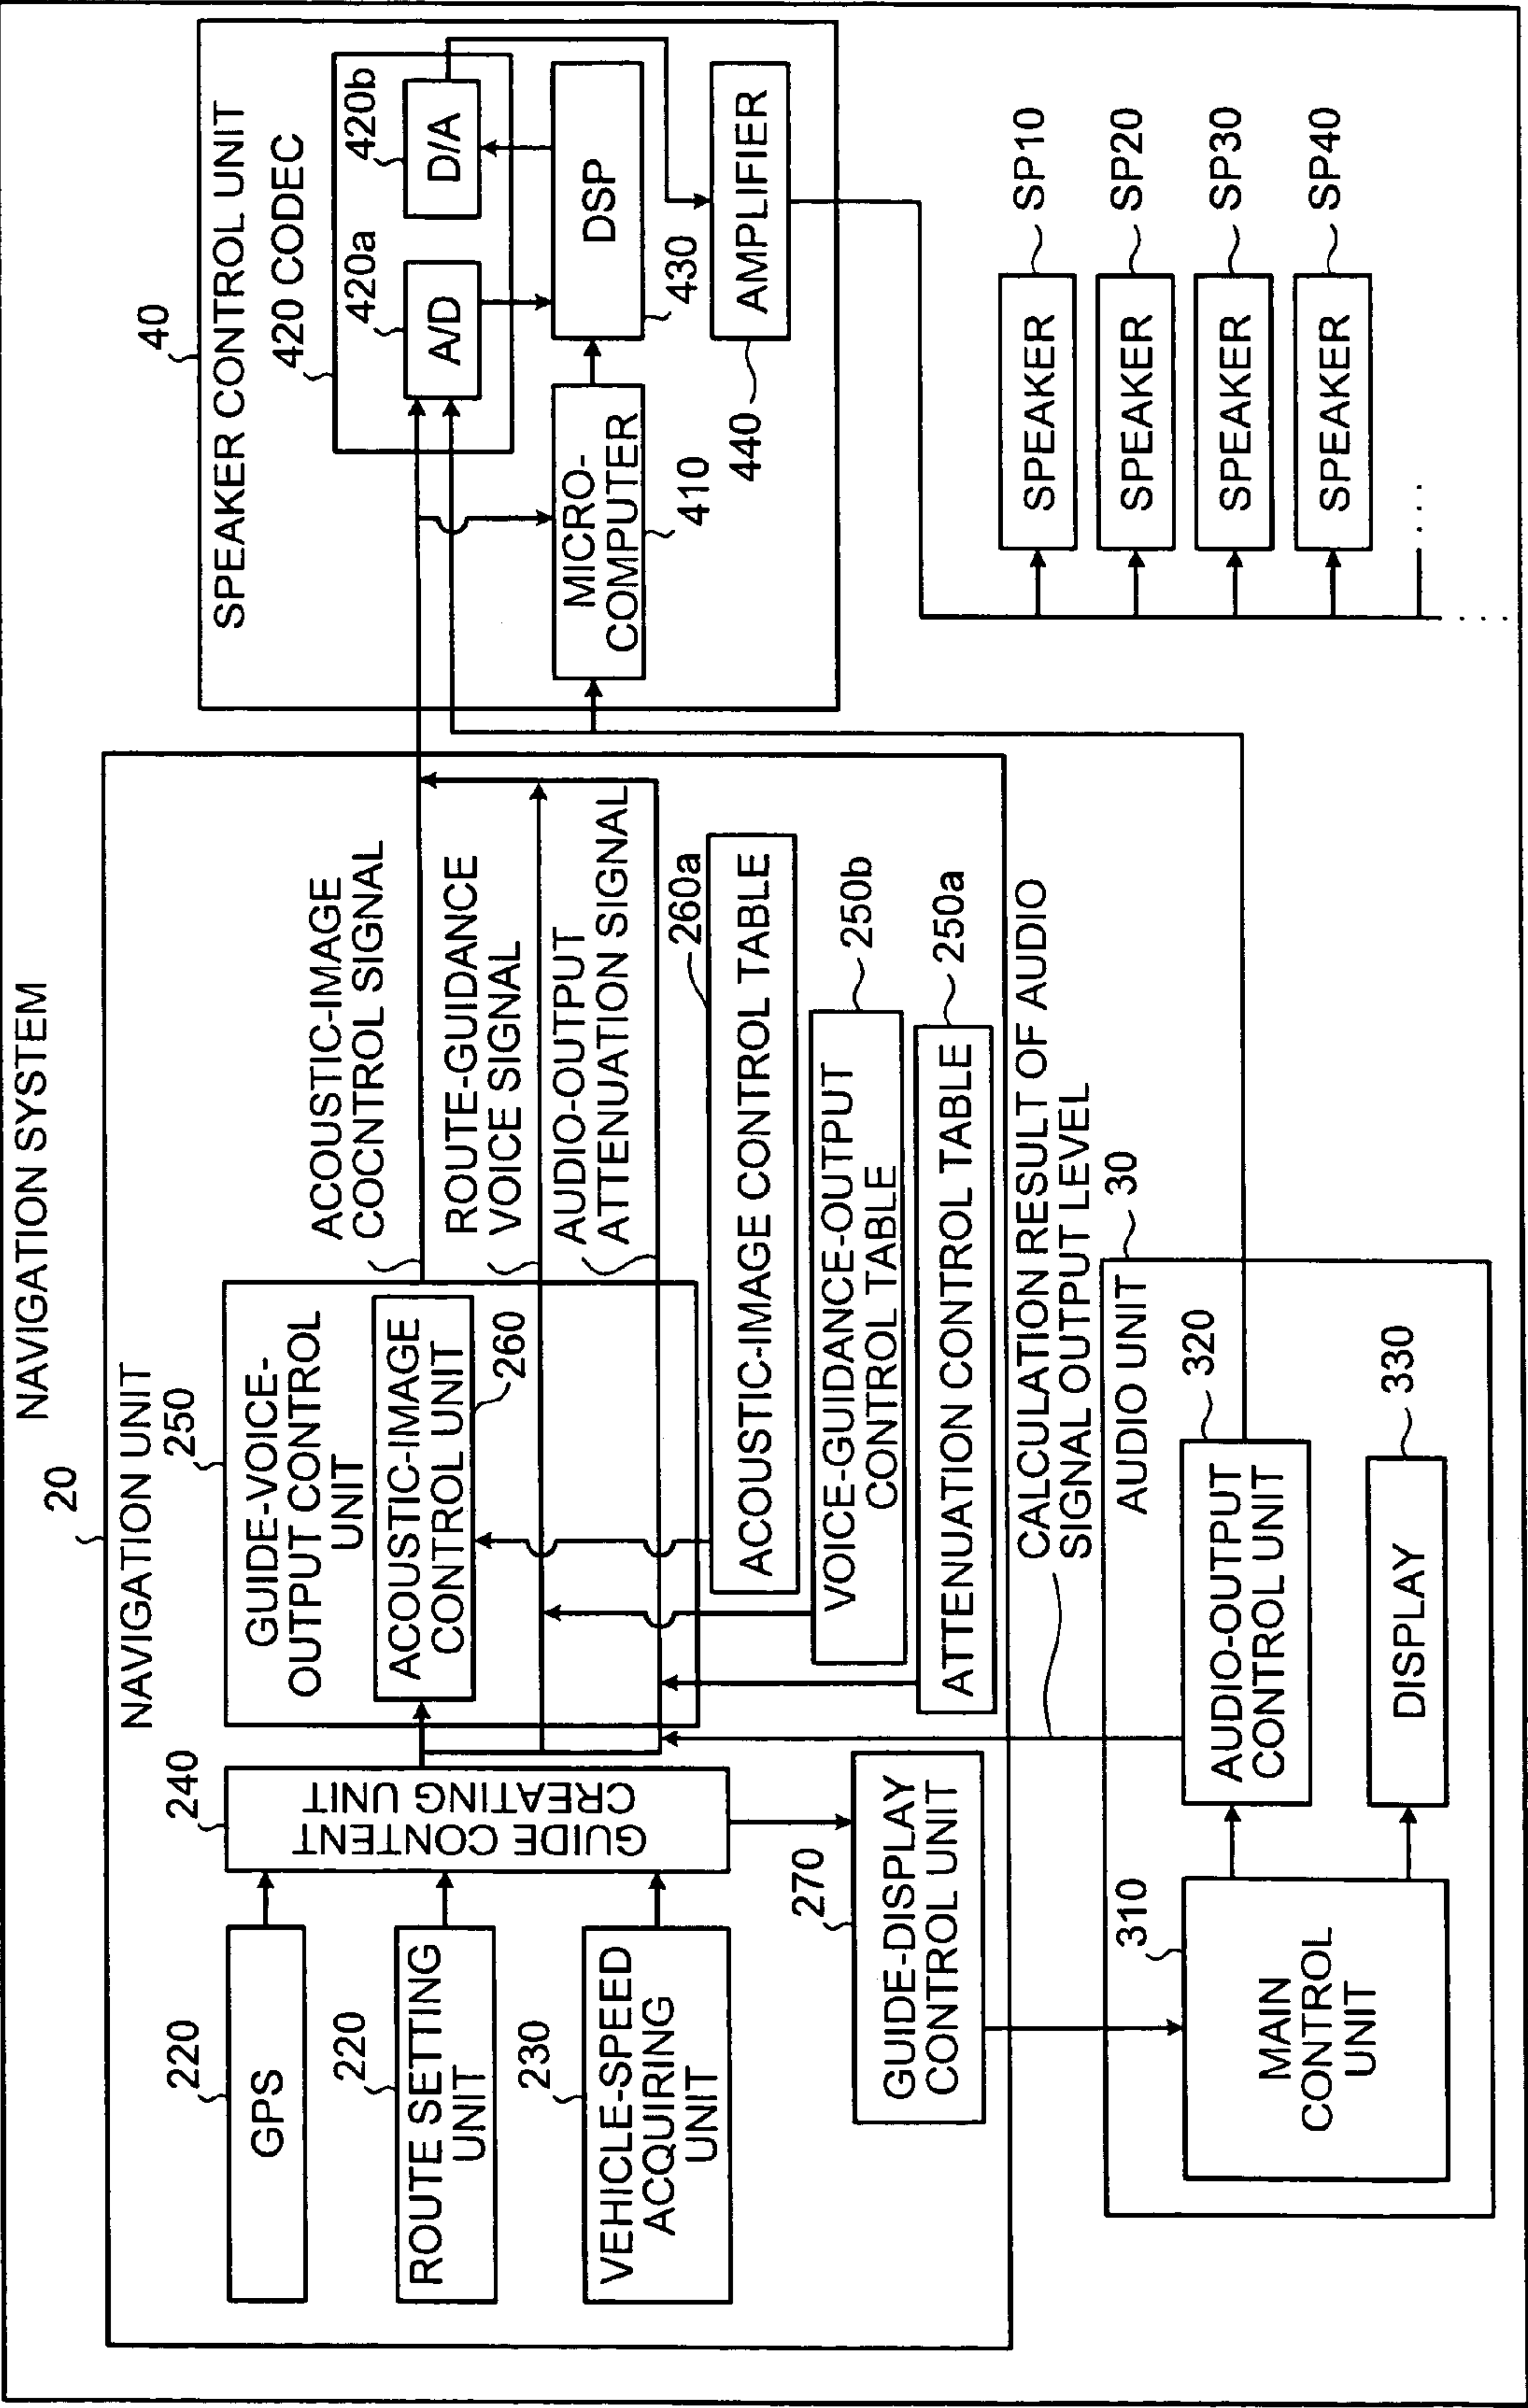 NAVIGATION SYSTEM
20
NAVIGATION UNIT
220
GPS
220
ROUTE SETTING
UNIT
230
VEHICLE-SPEED
ACQUIRING
UNIT
240
GUIDE CONTENT
CREATING UNIT
250
GUIDE-VOICE-
OUTPUT CONTROL
UNIT
ACOUSTIC-IMAGE
CONTROL UNIT
260
ACOUSTIC-IMAGE
COCNTROL SIGNAL
ROUTE-GUIDANCE
VOICE SIGNAL
AUDIO-OUTPUT
ATTENUATION SIGNAL
260a
ACOUSTIC-IMAGE CONTROL TABLE
VOICE-GUIDANCE-OUTPUT
CONTROL TABLE
250b
ATTENUATION CONTROL TABLE
250a
270
GUIDE-DISPLAY
CONTROL UNIT
CALCULATION RESULT OF AUDIO
SIGNAL OUTPUT LEVEL
30
AUDIO UNIT
310
MAIN
CONTROL
UNIT
320
AUDIO-OUTPUT
CONTROL UNIT
330
DISPLAY
40
SPEAKER CONTROL UNIT
420 CODEC
420a
A/D
420b
D/A
MICRO-
COMPUTER
410
DSP
430
AMPLIFIER
440
SPEAKER
SP10
SPEAKER
SP20
SPEAKER
SP30
SPEAKER
SP40